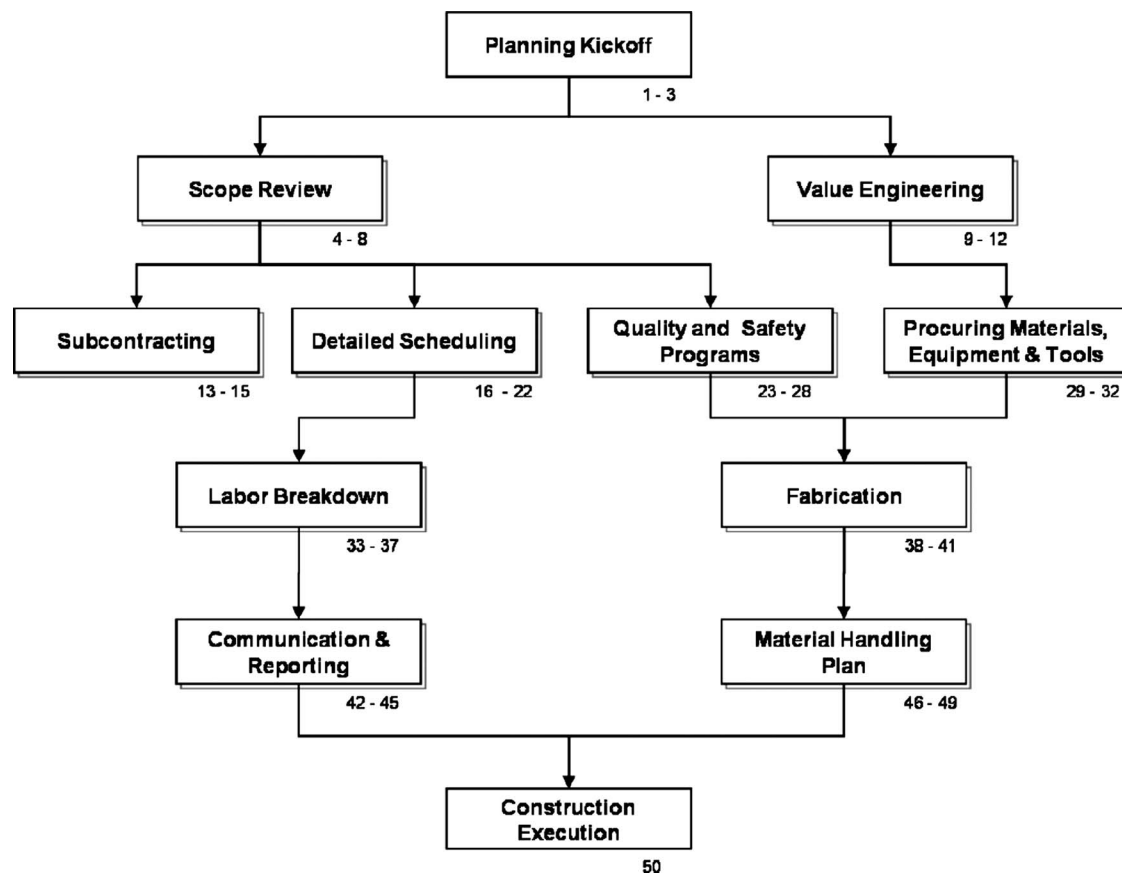 Planning Kickoff
1 - 3
Scope Review
4 - 8
Value Engineering
9 - 12
Subcontracting
13 - 15
Detailed Scheduling
16 - 22
Quality and Safety
Programs
23 - 28
Procuring Materials,
Equipment & Tools
29 - 32
Labor Breakdown
33 - 37
Fabrication
38 - 41
Communication &
Reporting
42 - 45
Material Handling
Plan
46 - 49
Construction
Execution
50